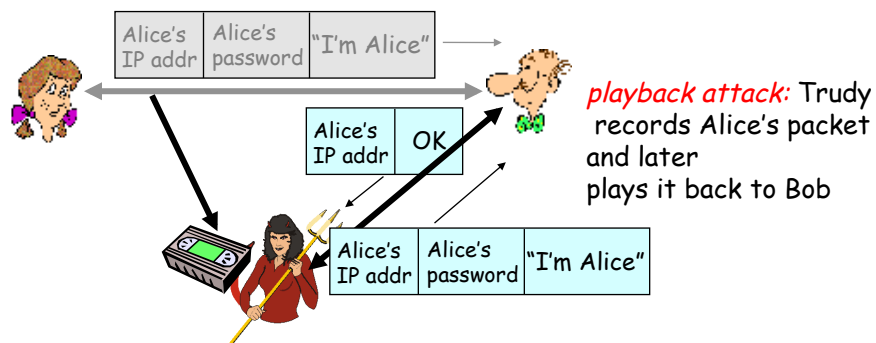 Alice's IP addr
Alice's password
"I'm Alice"
playback attack: Trudy
records Alice's packet
and later
plays it back to Bob
Alice's IP addr
OK
Alice's IP addr
Alice's password
"I'm Alice"